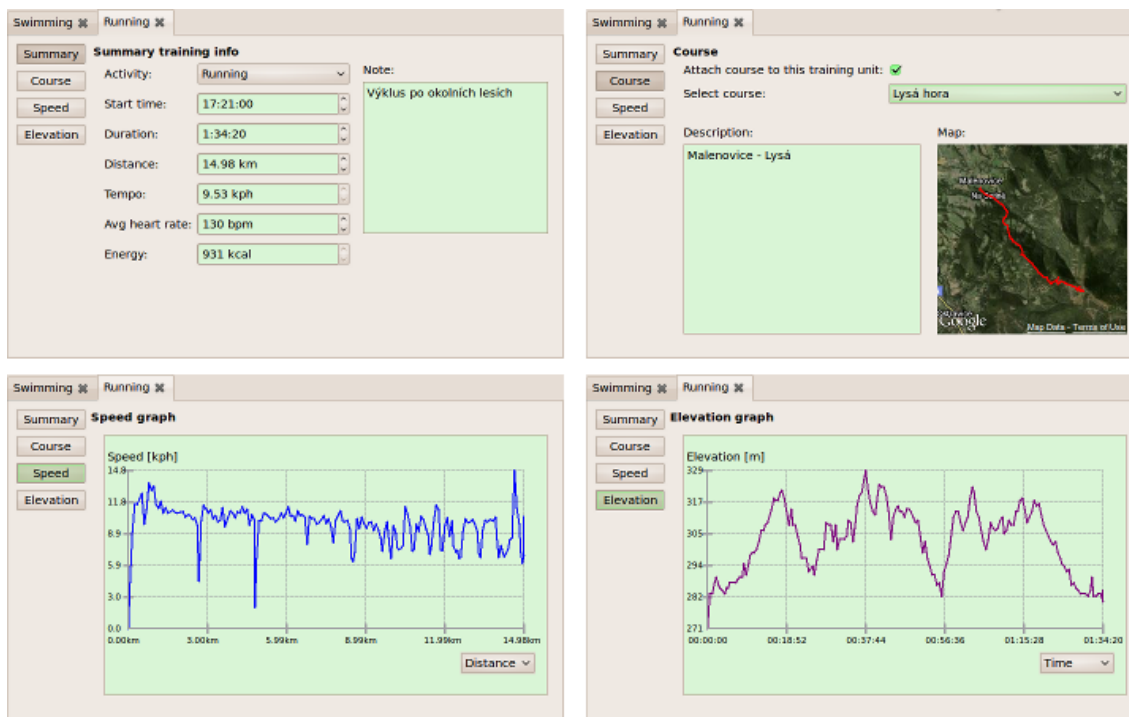 Swimming Running
Summary
Course
Speed
Elevation
Summary training info
Activity: Running
Start time: 17:21:00
Duration: 1:34:20
Distance: 14.98 km
Tempo: 9.53 kph
Avg heart rate: 130 bpm
Energy: 931 kcal
Note:
Výklus po okolních lesích
Swimming Running
Summary
Course
Speed
Elevation
Course
Attach course to this training unit:
Select course: Lysá hora
Description:
Malenovice - Lysá
Map:
Malenovice
Google
Map Data - Terms of Use
Swimming Running
Summary
Course
Speed
Elevation
Speed graph
Speed [kph]
14.8
11.8
8.9
5.9
3.0
0.0
0.00km 3.00km 5.99km 8.99km 11.99km 14.98km
Distance
Swimming Running
Summary
Course
Speed
Elevation
Elevation graph
Elevation [m]
329
317
305
294
282
271
00:00:00 00:18:52 00:37:44 00:56:36 01:15:28 01:34:20
Time